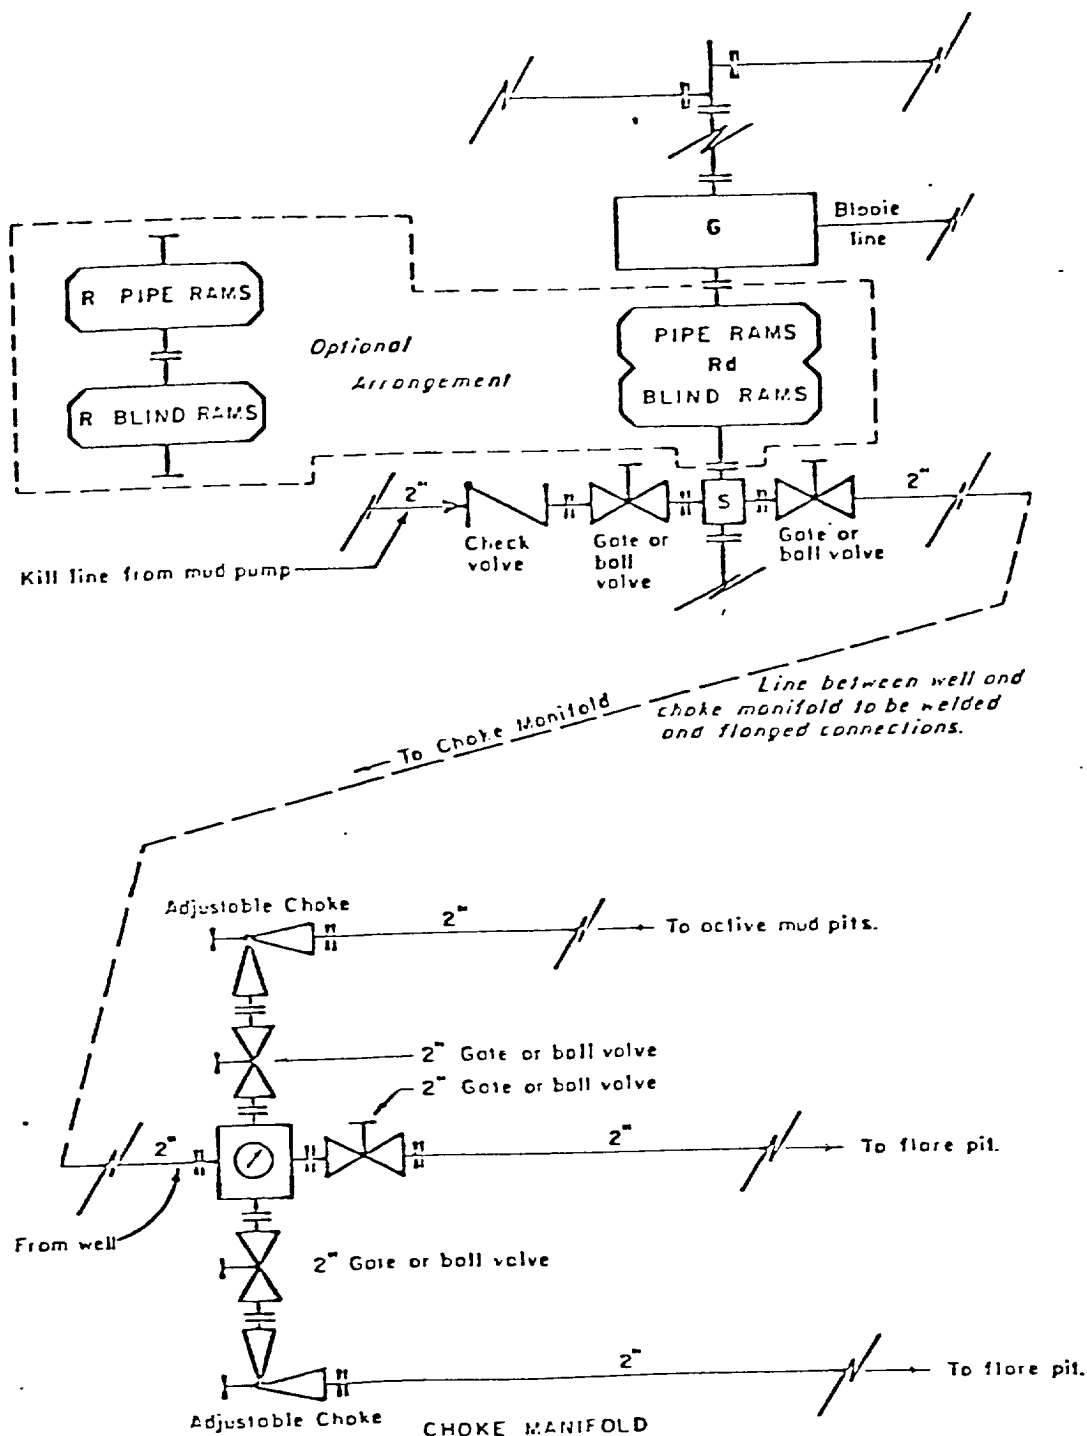 G
Blooie
line
R PIPE RAMS
R BLIND RAMS
Optional
Arrangement
PIPE RAMS
Rd
BLIND RAMS
2"
S
2"
Check
valve
Gate or
ball
valve
Gate or
ball valve
Kill line from mud pump
To Choke Manifold
Line between well and
choke manifold to be welded
and flanged connections.
Adjustable Choke
2"
To active mud pits.
2" Gate or ball valve
2" Gate or ball valve
2"
2"
To flare pit.
From well
2" Gate or ball valve
2"
To flare pit.
Adjustable Choke
CHOKE MANIFOLD